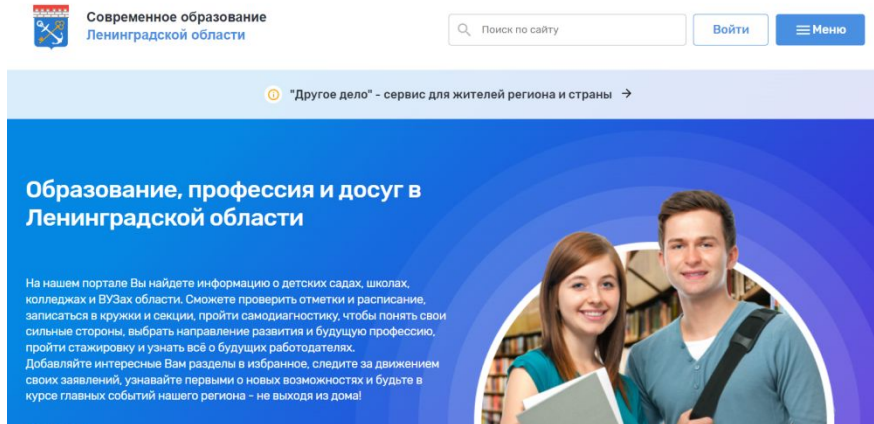 Современное образование
Ленинградской области
Поиск по сайту
Войти
Меню
"Другое дело" - сервис для жителей региона и страны →
Образование, профессия и досуг в
Ленинградской области
На нашем портале Вы найдете информацию о детских садах, школах,
колледжах и ВУЗах области. Сможете проверить отметки и расписание,
записаться в кружки и секции, пройти самодиагностику, чтобы понять свои
сильные стороны, выбрать направление развития и будущую профессию,
пройти стажировку и узнать всё о будущих работодателях.
Добавляйте интересные Вам разделы в избранное, следите за движением
своих заявлений, узнавайте первыми о новых возможностях и будьте в
курсе главных событий нашего региона - не выходя из дома!